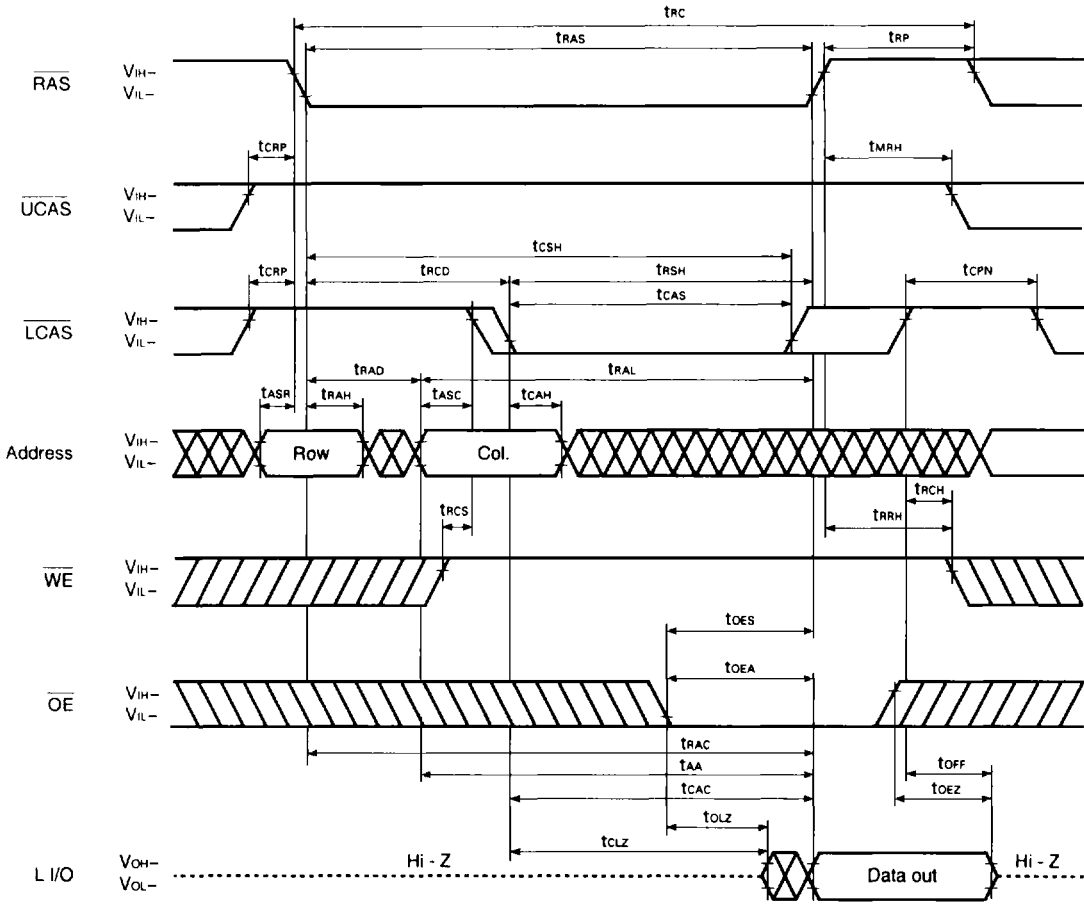 tRC
tRAS
tRP
RAS
VIH–
VIL–
tCRP
tMRH
UCAS
VIH–
VIL–
tCSH
tCRP
tRCD
tRSH
tCPN
tCAS
LCAS
VIH–
VIL–
tRAD
tRAL
tASR
tRAH
tASC
tCAH
Address
VIH–
VIL–
Row
Col.
tRCS
tRCH
tRRH
WE
VIH–
VIL–
tOES
tOEA
OE
VIH–
VIL–
tRAC
tAA
tOFF
tCAC
tOEZ
tOLZ
tCLZ
L I/O
VOH–
VOL–
Hi - Z
Data out
Hi - Z